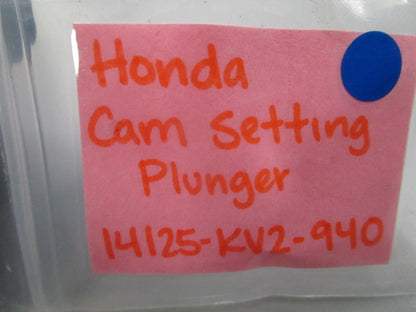 Honda
Cam Setting
Plunger
14125-KV2-940